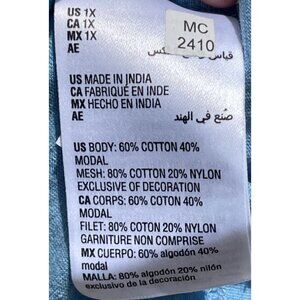 US 1X
CA 1X
MX 1X
AE
MC
2410
قياس
كس
US MADE IN INDIA
CA FABRIQUÉ EN INDE
MX HECHO EN INDIA
AE
صُنع في الهند
US BODY: 60% COTTON 40%
MODAL
MESH: 80% COTTON 20% NYLON
EXCLUSIVE OF DECORATION
CA CORPS: 60% COTON 40%
MODAL
FILET: 80% COTON 20% NYLON
GARNITURE NON COMPRISE
MX CUERPO: 60% algodón 40%
modal
MALLA: 80% algodón 20% nilón
exclusivo de la decoración